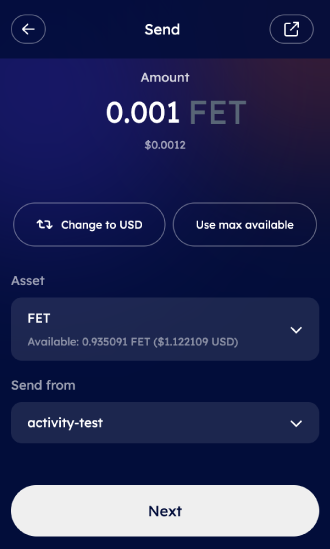 Send
Amount
0.001 FET
$0.0012
Change to USD
Use max available
Asset
FET
Available: 0.935091 FET ($1.122109 USD)
Send from
activity-test
Next